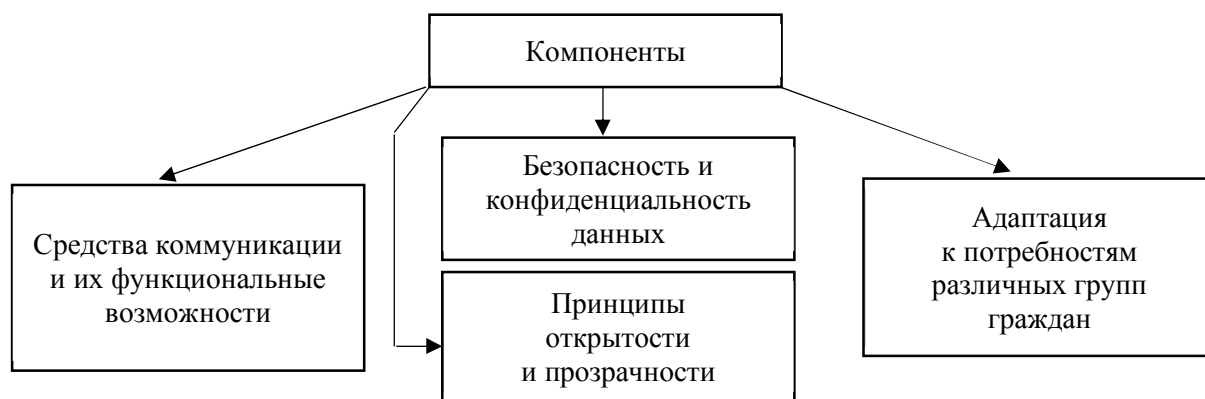 Компоненты
Средства коммуникации
и их функциональные
возможности
Безопасность и
конфиденциальность
данных
Принципы
открытости
и прозрачности
Адаптация
к потребностям
различных групп
граждан